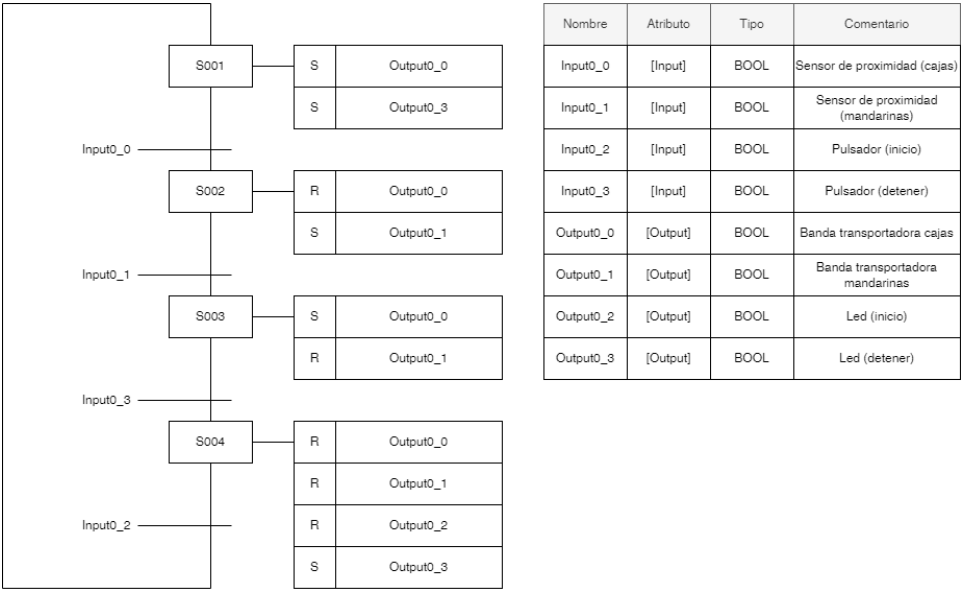 S001
S Output0_0
S Output0_3
Input0_0
S002
R Output0_0
S Output0_1
Input0_1
S003
S Output0_0
R Output0_1
Input0_3
S004
R Output0_0
R Output0_1
R Output0_2
S Output0_3
Input0_2
Nombre Atributo Tipo Comentario
Input0_0 [Input] BOOL Sensor de proximidad (cajas)
Input0_1 [Input] BOOL Sensor de proximidad
(mandarinas)
Input0_2 [Input] BOOL Pulsador (inicio)
Input0_3 [Input] BOOL Pulsador (detener)
Output0_0 [Output] BOOL Banda transportadora cajas
Output0_1 [Output] BOOL Banda transportadora
mandarinas
Output0_2 [Output] BOOL Led (inicio)
Output0_3 [Output] BOOL Led (detener)